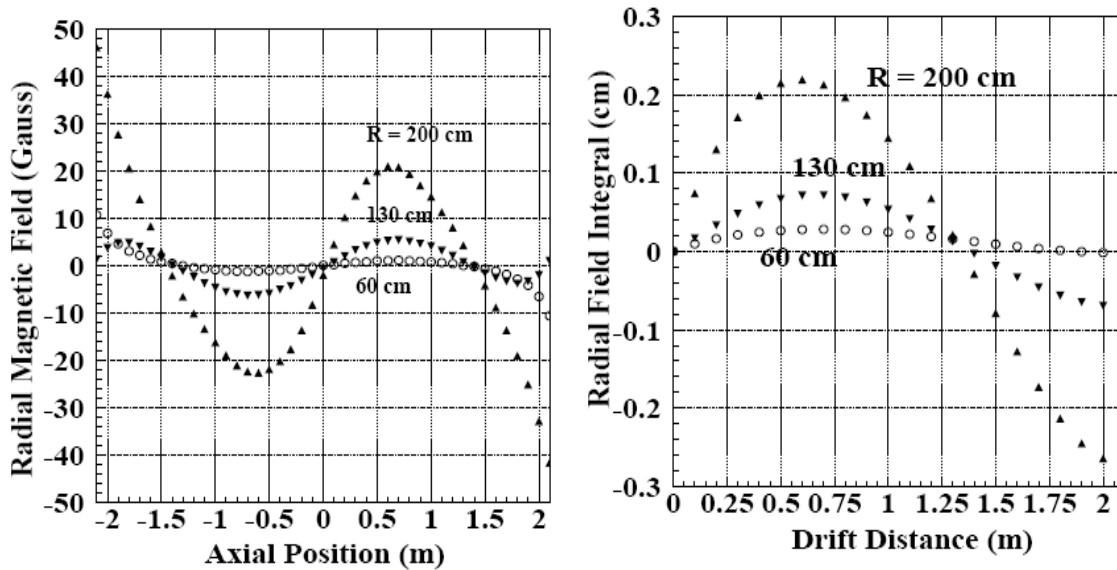 Radial Magnetic Field (Gauss)
50
40
30
20
10
0
-10
-20
-30
-40
-50
R = 200 cm
130 cm
60 cm
-2 -1.5 -1 -0.5 0 0.5 1 1.5 2
Axial Position (m)
Radial Field Integral (cm)
0.3
0.2
0.1
0
-0.1
-0.2
-0.3
R = 200 cm
130 cm
60 cm
0 0.25 0.5 0.75 1 1.25 1.5 1.75 2
Drift Distance (m)